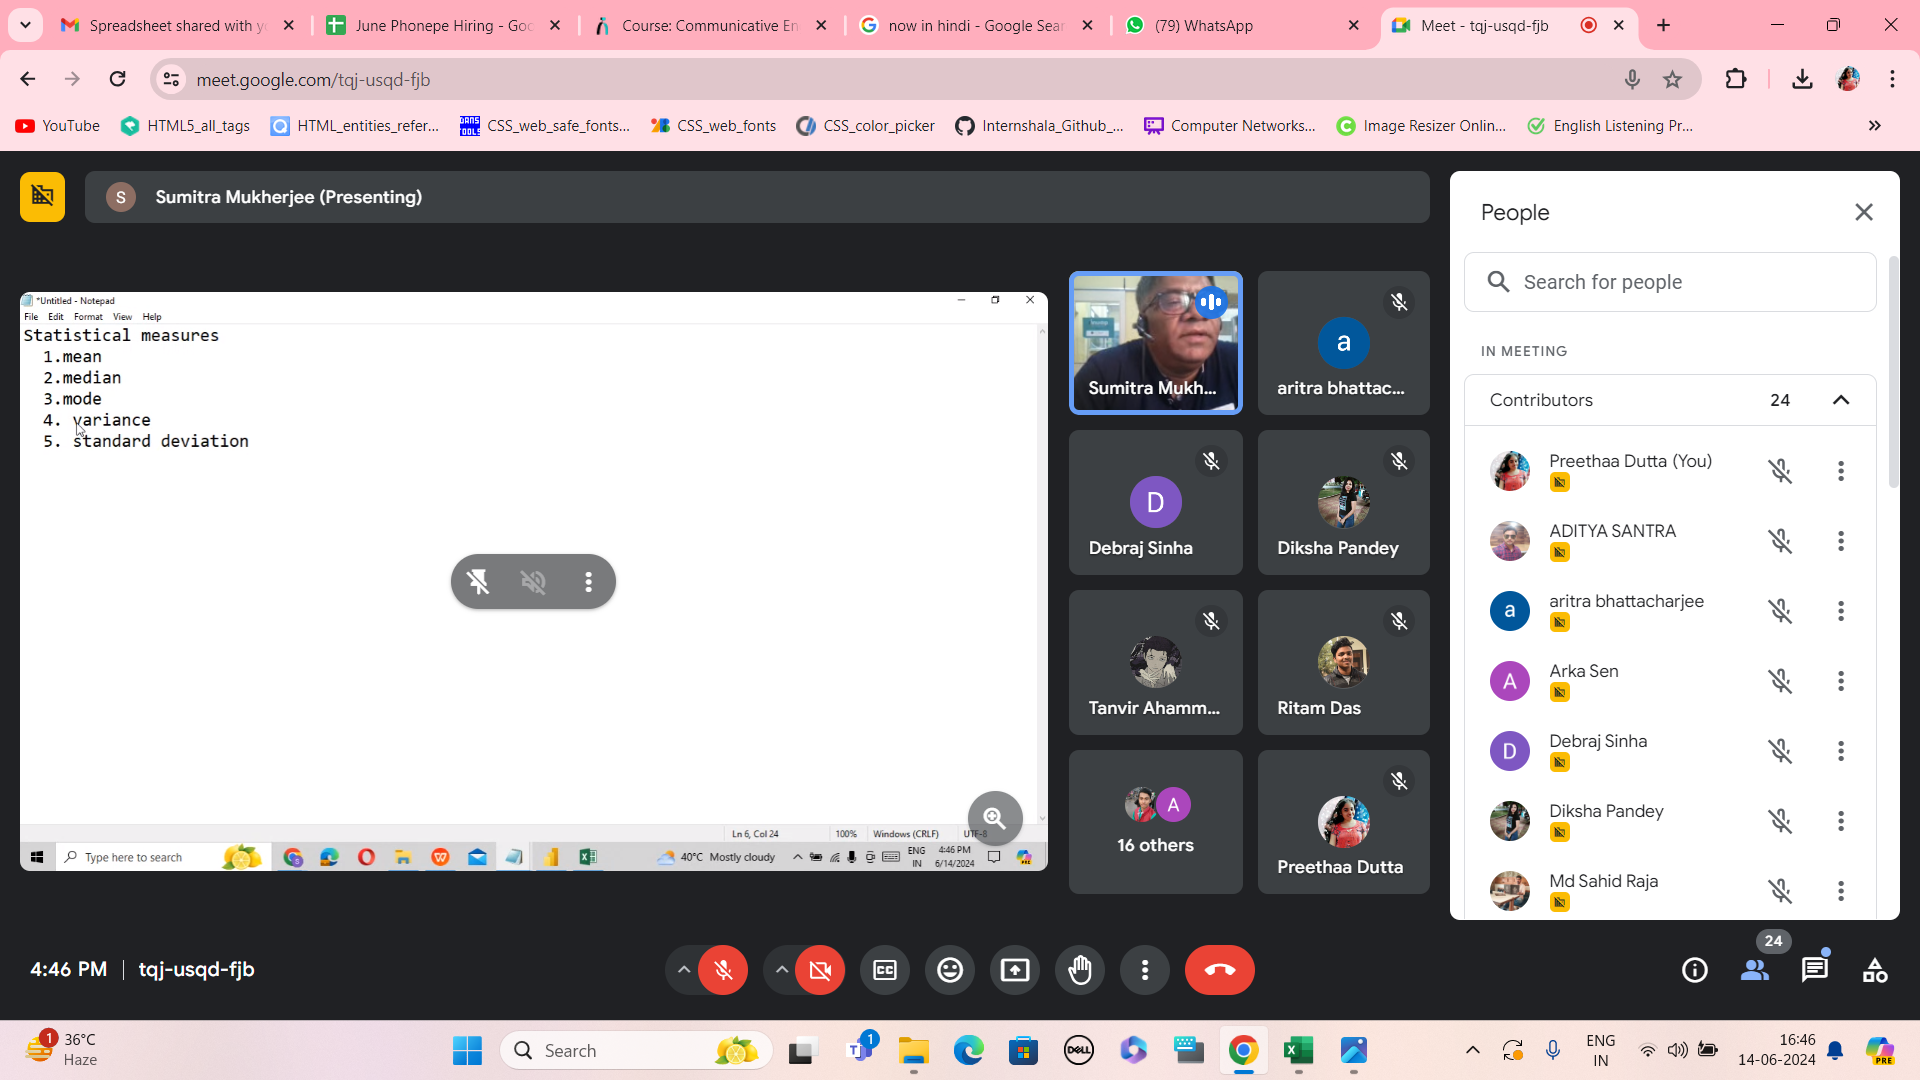 Spreadsheet shared with y
June Phonepe Hiring - Goo
Course: Communicative En
now in hindi - Google Sear
(79) WhatsApp
Meet - tqj-usqd-fjb
meet.google.com/tqj-usqd-fjb
YouTube
HTML5_all_tags
HTML_entities_refer...
CSS_web_safe_fonts...
CSS_web_fonts
CSS_color_picker
Internshala_Github_...
Computer Networks...
Image Resizer Onlin...
English Listening Pr...
S
Sumitra Mukherjee (Presenting)
*Untitled - Notepad
File Edit Format View Help
Statistical measures
1.mean
2.median
3.mode
4. variance
5. standard deviation
Ln 6, Col 24
100%
Windows (CRLF)
UTF-8
Type here to search
40°C Mostly cloudy
ENG
IN
4:46 PM
6/14/2024
Sumitra Mukh...
a
aritra bhattac...
D
Debraj Sinha
Diksha Pandey
Tanvir Ahamm...
Ritam Das
A
16 others
Preethaa Dutta
People
Search for people
IN MEETING
Contributors
24
Preethaa Dutta (You)
ADITYA SANTRA
a
aritra bhattacharjee
A
Arka Sen
D
Debraj Sinha
Diksha Pandey
Md Sahid Raja
4:46 PM
tqj-usqd-fjb
CC
24
1
36°C
Haze
Search
1
DELL
ENG
IN
16:46
14-06-2024
PRE